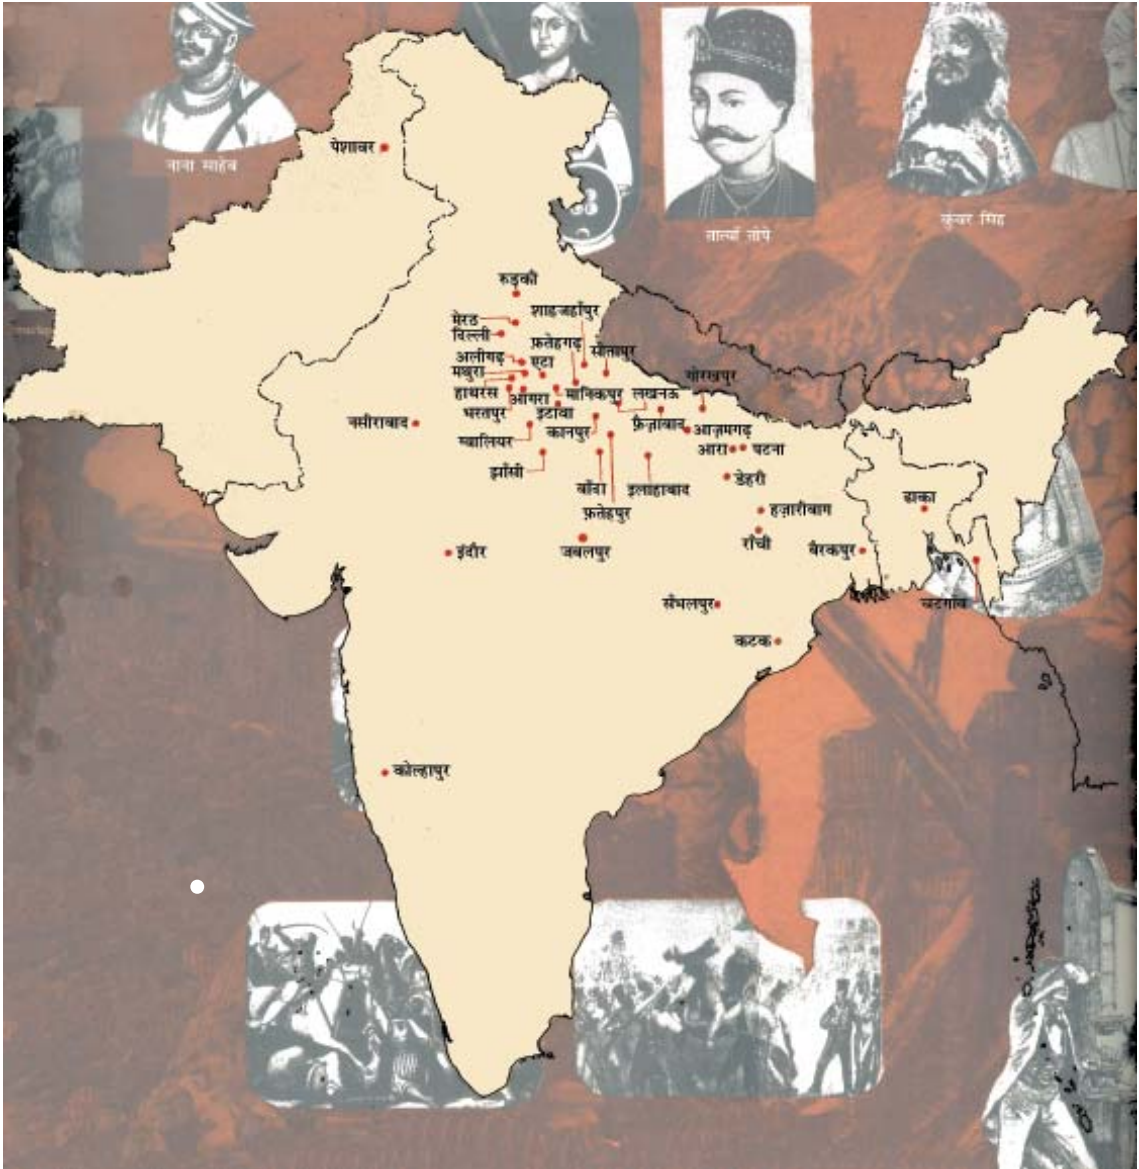 पेशावर
नाना साहेब
तात्याँ तोपे
कुंवर सिंह
रुड़की
शाहजहाँपुर
मेरठ
दिल्ली
फ़तेहगढ़
सीतापुर
अलीगढ़
एटा
मथुरा
गोरखपुर
हाथरस
आगरा
मानिकपुर
लखनऊ
भरतपुर
इटावा
नसीराबाद
कानपुर
फ़ैज़ाबाद
आज़मगढ़
ग्वालियर
आरा
पटना
झाँसी
डेहरी
बाँदा
इलाहाबाद
ढाका
फ़तेहपुर
हज़ारीबाग
राँची
इंदौर
जबलपुर
बैरकपुर
सँभलपुर
चटगाँव
कटक
कोल्हापुर